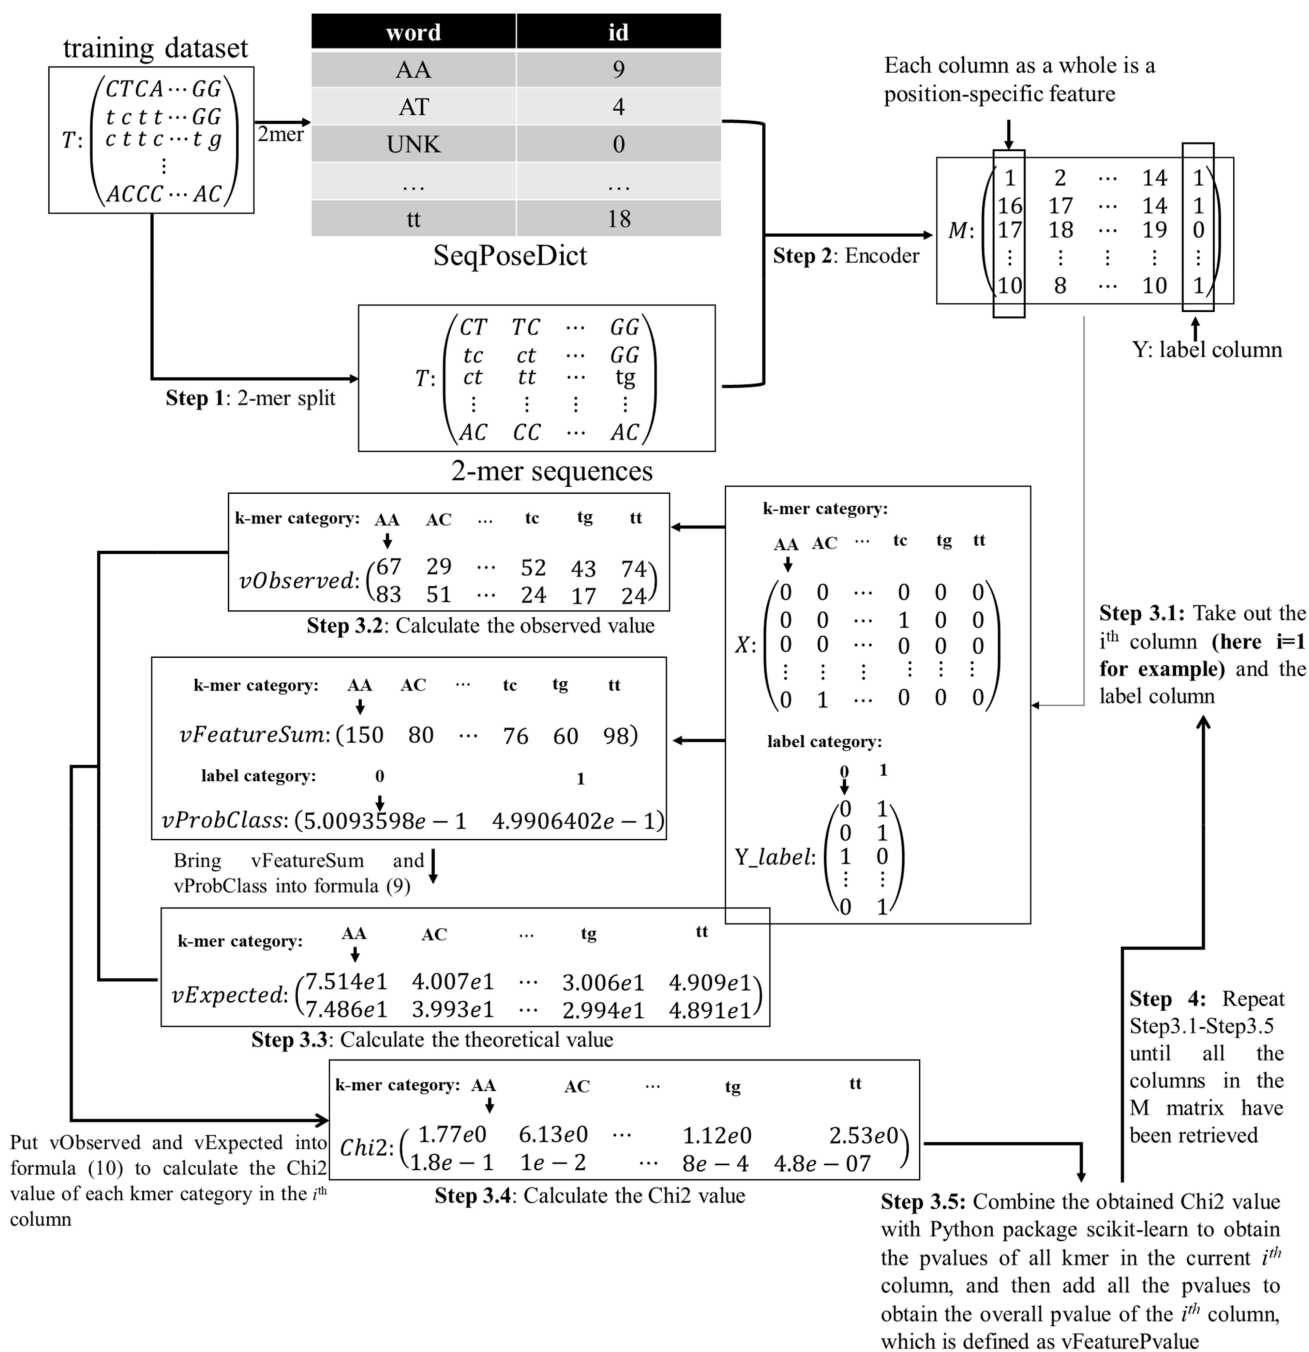 training dataset
T: (CTCA ⋯ GG
t c t t ⋯ GG
c t t c ⋯ t g
⋮
ACCC ⋯ AC)
2mer
word id
AA 9
AT 4
UNK 0
… …
tt 18
SeqPoseDict
Step 1: 2-mer split
T: (CT TC ⋯ GG
tc ct ⋯ GG
ct tt ⋯ tg
⋮ ⋮ ⋮ ⋮
AC CC ⋯ AC)
2-mer sequences
Step 2: Encoder
Each column as a whole is a
position-specific feature
M: (1 2 ⋯ 14 1
16 17 ⋯ 14 1
17 18 ⋯ 19 0
⋮ ⋮ ⋮ ⋮ ⋮
10 8 ⋯ 10 1)
Y: label column
Step 3.1: Take out the
ith column (here i=1
for example) and the
label column
k-mer category:
AA AC ⋯ tc tg tt
X: (0 0 ⋯ 0 0 0
0 0 ⋯ 1 0 0
0 0 ⋯ 0 0 0
⋮ ⋮ ⋮ ⋮ ⋮ ⋮
0 1 ⋯ 0 0 0)
label category:
0 1
Y_label: (0 1
0 1
1 0
⋮ ⋮
0 1)
k-mer category: AA AC ⋯ tc tg tt
vObserved: (67 29 ⋯ 52 43 74
83 51 ⋯ 24 17 24)
Step 3.2: Calculate the observed value
k-mer category: AA AC ⋯ tc tg tt
vFeatureSum: (150 80 ⋯ 76 60 98)
label category: 0 1
vProbClass: (5.0093598e − 1 4.9906402e − 1)
Bring vFeatureSum and
vProbClass into formula (9)
k-mer category: AA AC ⋯ tg tt
vExpected: (7.514e1 4.007e1 ⋯ 3.006e1 4.909e1
7.486e1 3.993e1 ⋯ 2.994e1 4.891e1)
Step 3.3: Calculate the theoretical value
Put vObserved and vExpected into
formula (10) to calculate the Chi2
value of each kmer category in the ith
column
k-mer category: AA AC ⋯ tg tt
Chi2: (1.77e0 6.13e0 ⋯ 1.12e0 2.53e0
1.8e − 1 1e − 2 ⋯ 8e − 4 4.8e − 07)
Step 3.4: Calculate the Chi2 value
Step 3.5: Combine the obtained Chi2 value
with Python package scikit-learn to obtain
the pvalues of all kmer in the current ith
column, and then add all the pvalues to
obtain the overall pvalue of the ith column,
which is defined as vFeaturePvalue
Step 4: Repeat
Step3.1-Step3.5
until all the
columns in the
M matrix have
been retrieved